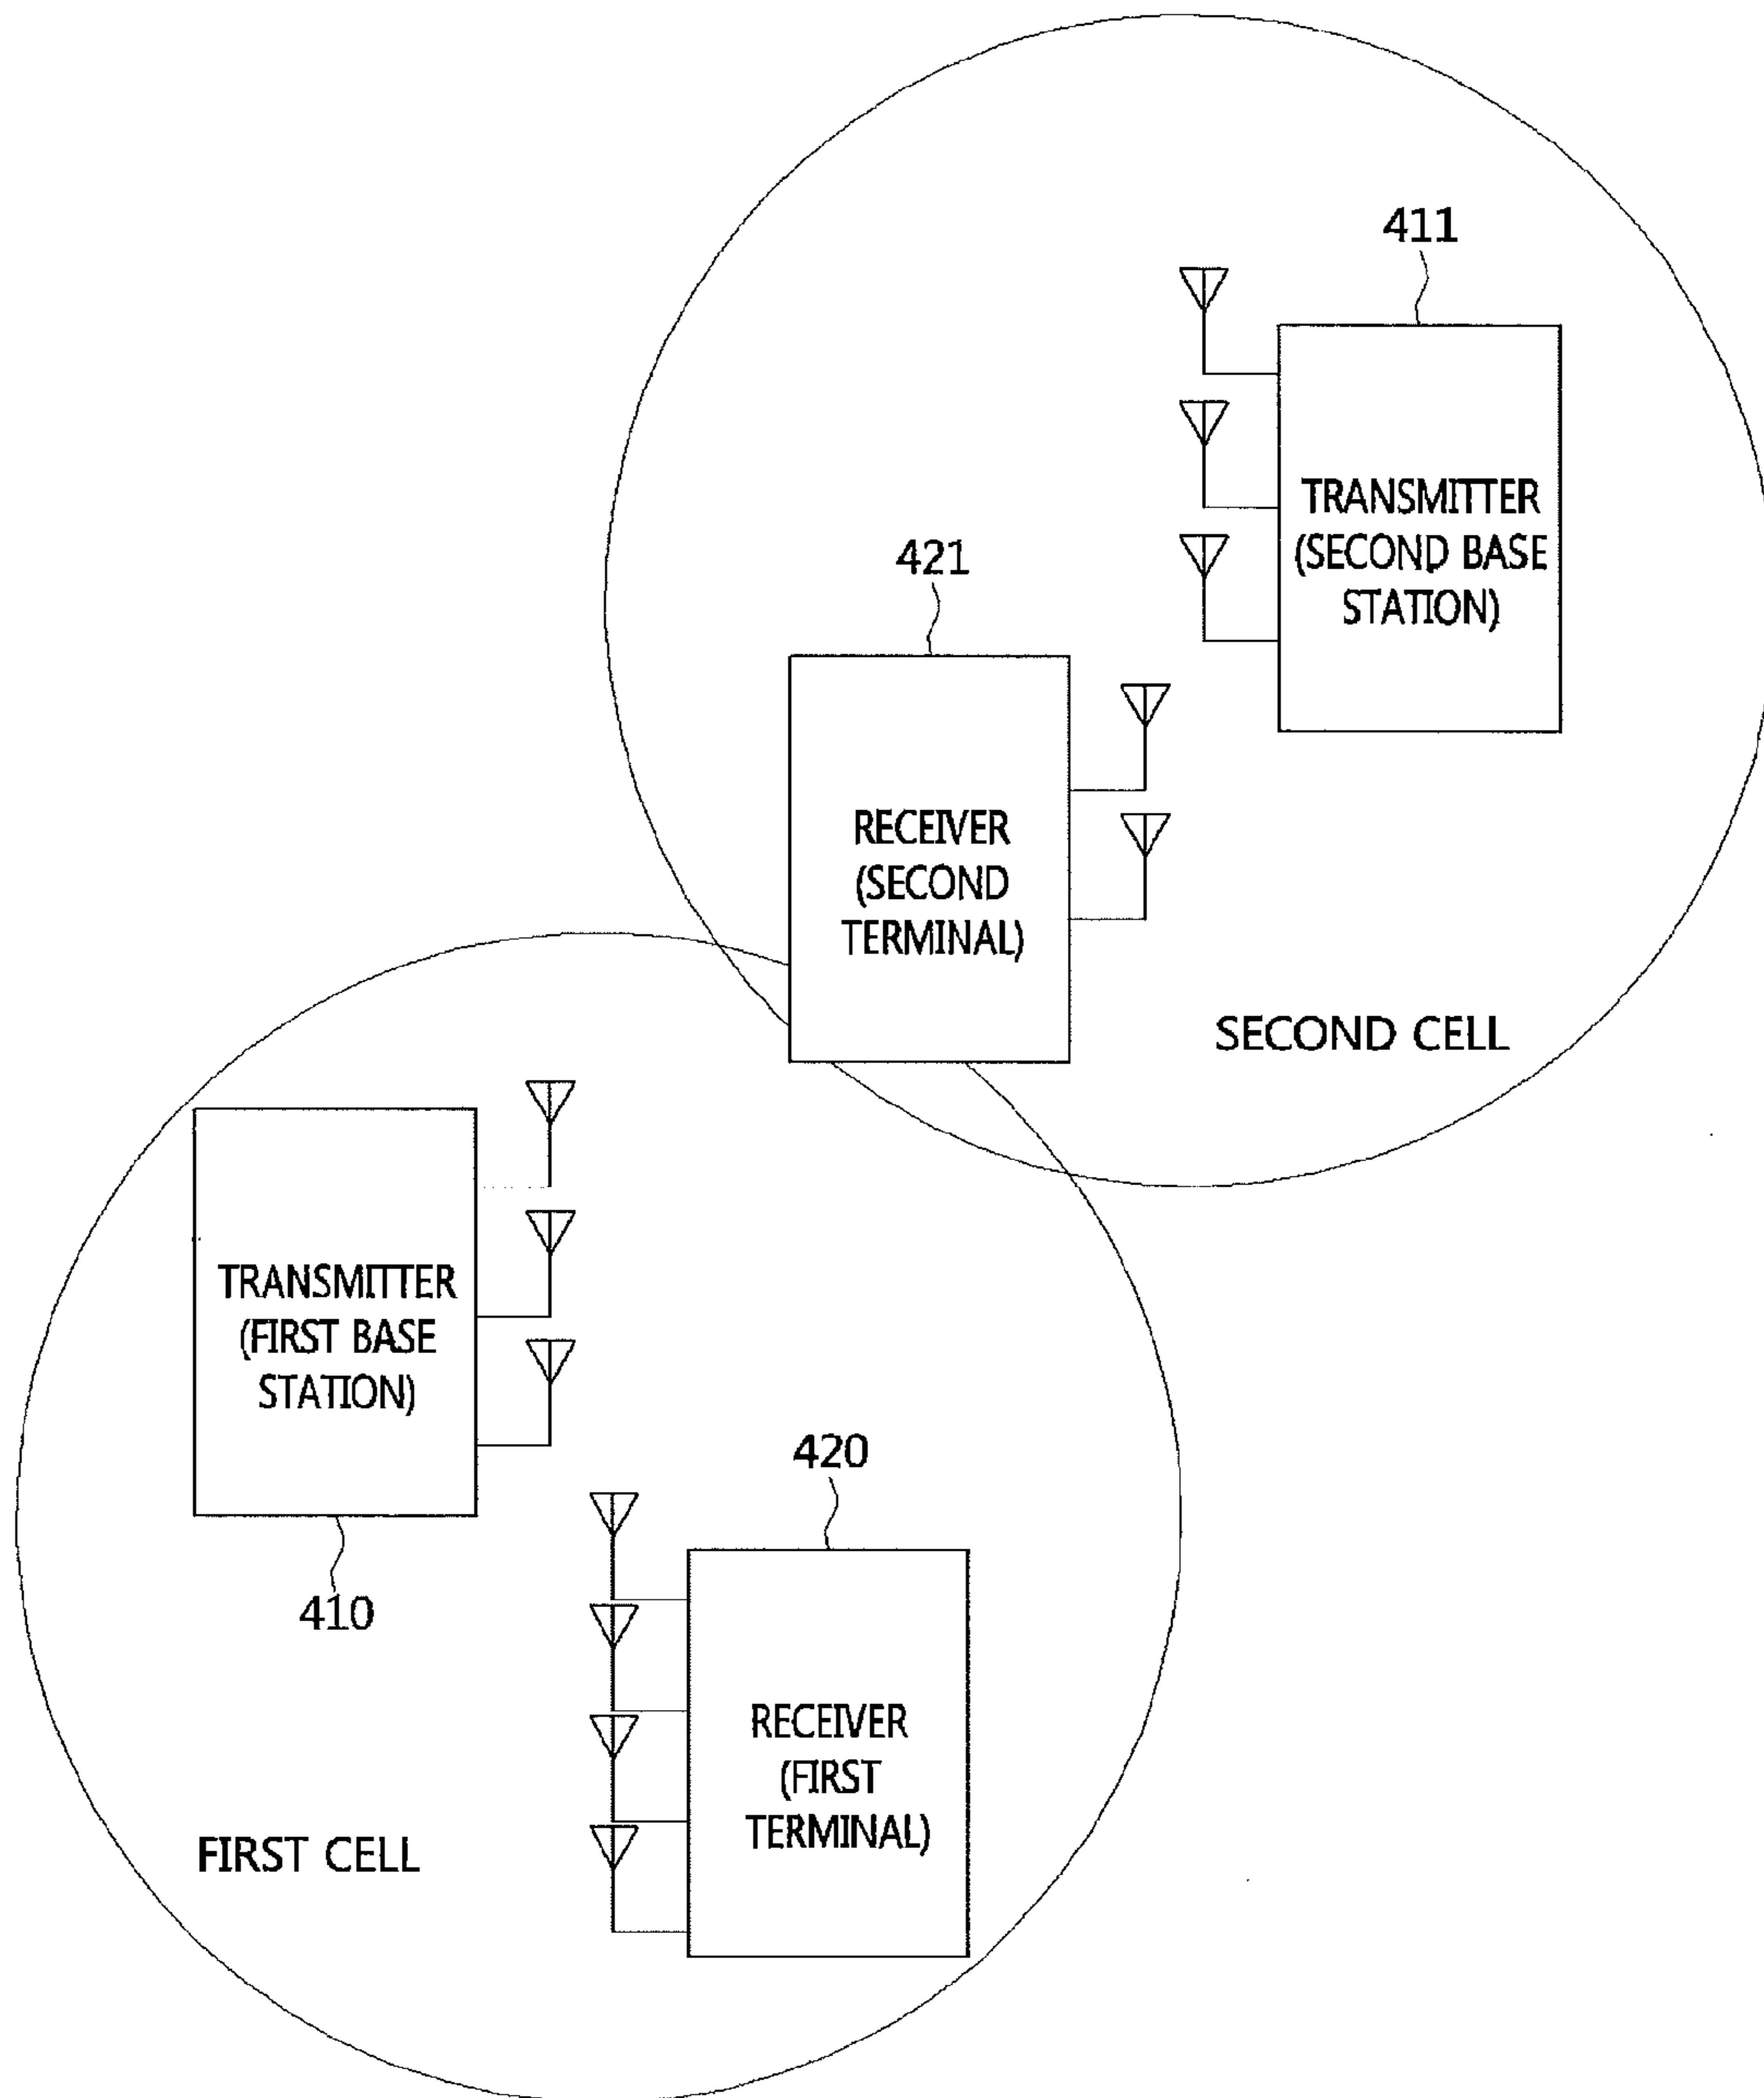 411
TRANSMITTER
(SECOND BASE
STATION)
421
RECEIVER
(SECOND
TERMINAL)
SECOND CELL
TRANSMITTER
(FIRST BASE
STATION)
410
420
RECEIVER
(FIRST
TERMINAL)
FIRST CELL